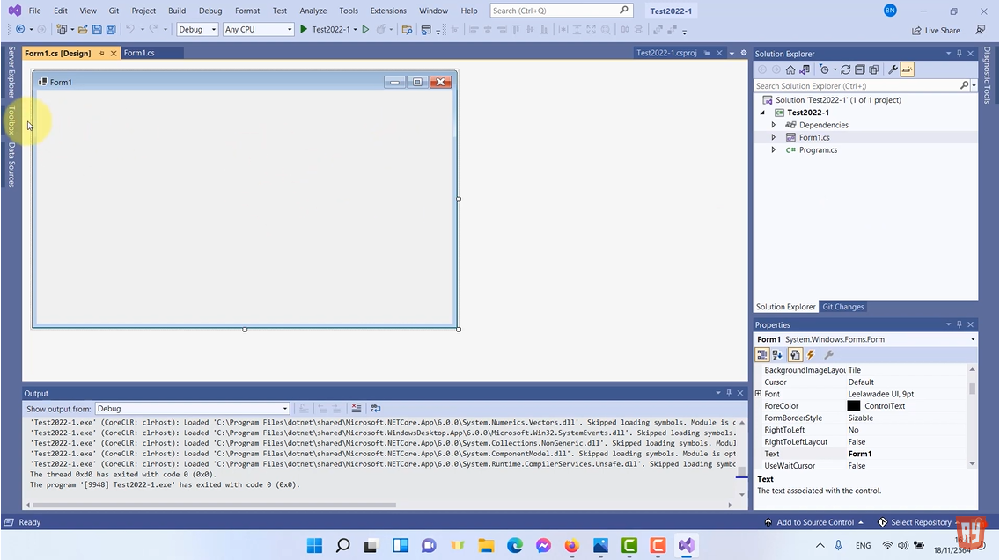 File Edit View Git Project Build Debug Format Test Analyze Tools Extensions Window Help Search (Ctrl+Q) Test2022-1 BN
Debug Any CPU Test2022-1 Live Share
Form1.cs [Design] Form1.cs Test2022-1.csproj
Server Explorer
Toolbox
Data Sources
Form1
Solution Explorer
Search Solution Explorer (Ctrl+;)
Solution 'Test2022-1' (1 of 1 project)
Test2022-1
Dependencies
Form1.cs
Program.cs
Solution Explorer Git Changes
Diagnostic Tools
Properties
Form1 System.Windows.Forms.Form
BackgroundImageLayou Tile
Cursor Default
Font Leelawadee UI, 9pt
ForeColor ControlText
FormBorderStyle Sizable
RightToLeft No
RightToLeftLayout False
Text Form1
UseWaitCursor False
Text
The text associated with the control.
Output
Show output from: Debug
'Test2022-1.exe' (CoreCLR: clrhost): Loaded 'C:\Program Files\dotnet\shared\Microsoft.NETCore.App\6.0.0\System.Numerics.Vectors.dll'. Skipped loading symbols. Module is o
'Test2022-1.exe' (CoreCLR: clrhost): Loaded 'C:\Program Files\dotnet\shared\Microsoft.WindowsDesktop.App\6.0.0\Microsoft.Win32.SystemEvents.dll'. Skipped loading symbols.
'Test2022-1.exe' (CoreCLR: clrhost): Loaded 'C:\Program Files\dotnet\shared\Microsoft.NETCore.App\6.0.0\System.Collections.NonGeneric.dll'. Skipped loading symbols. Modul
'Test2022-1.exe' (CoreCLR: clrhost): Loaded 'C:\Program Files\dotnet\shared\Microsoft.NETCore.App\6.0.0\System.ComponentModel.dll'. Skipped loading symbols. Module is opt
'Test2022-1.exe' (CoreCLR: clrhost): Loaded 'C:\Program Files\dotnet\shared\Microsoft.NETCore.App\6.0.0\System.Runtime.CompilerServices.Unsafe.dll'. Skipped loading symbo
The thread 0xd0 has exited with code 0 (0x0).
The program '[9948] Test2022-1.exe' has exited with code 0 (0x0).
Ready Add to Source Control Select Repository
ENG
18/11/2564